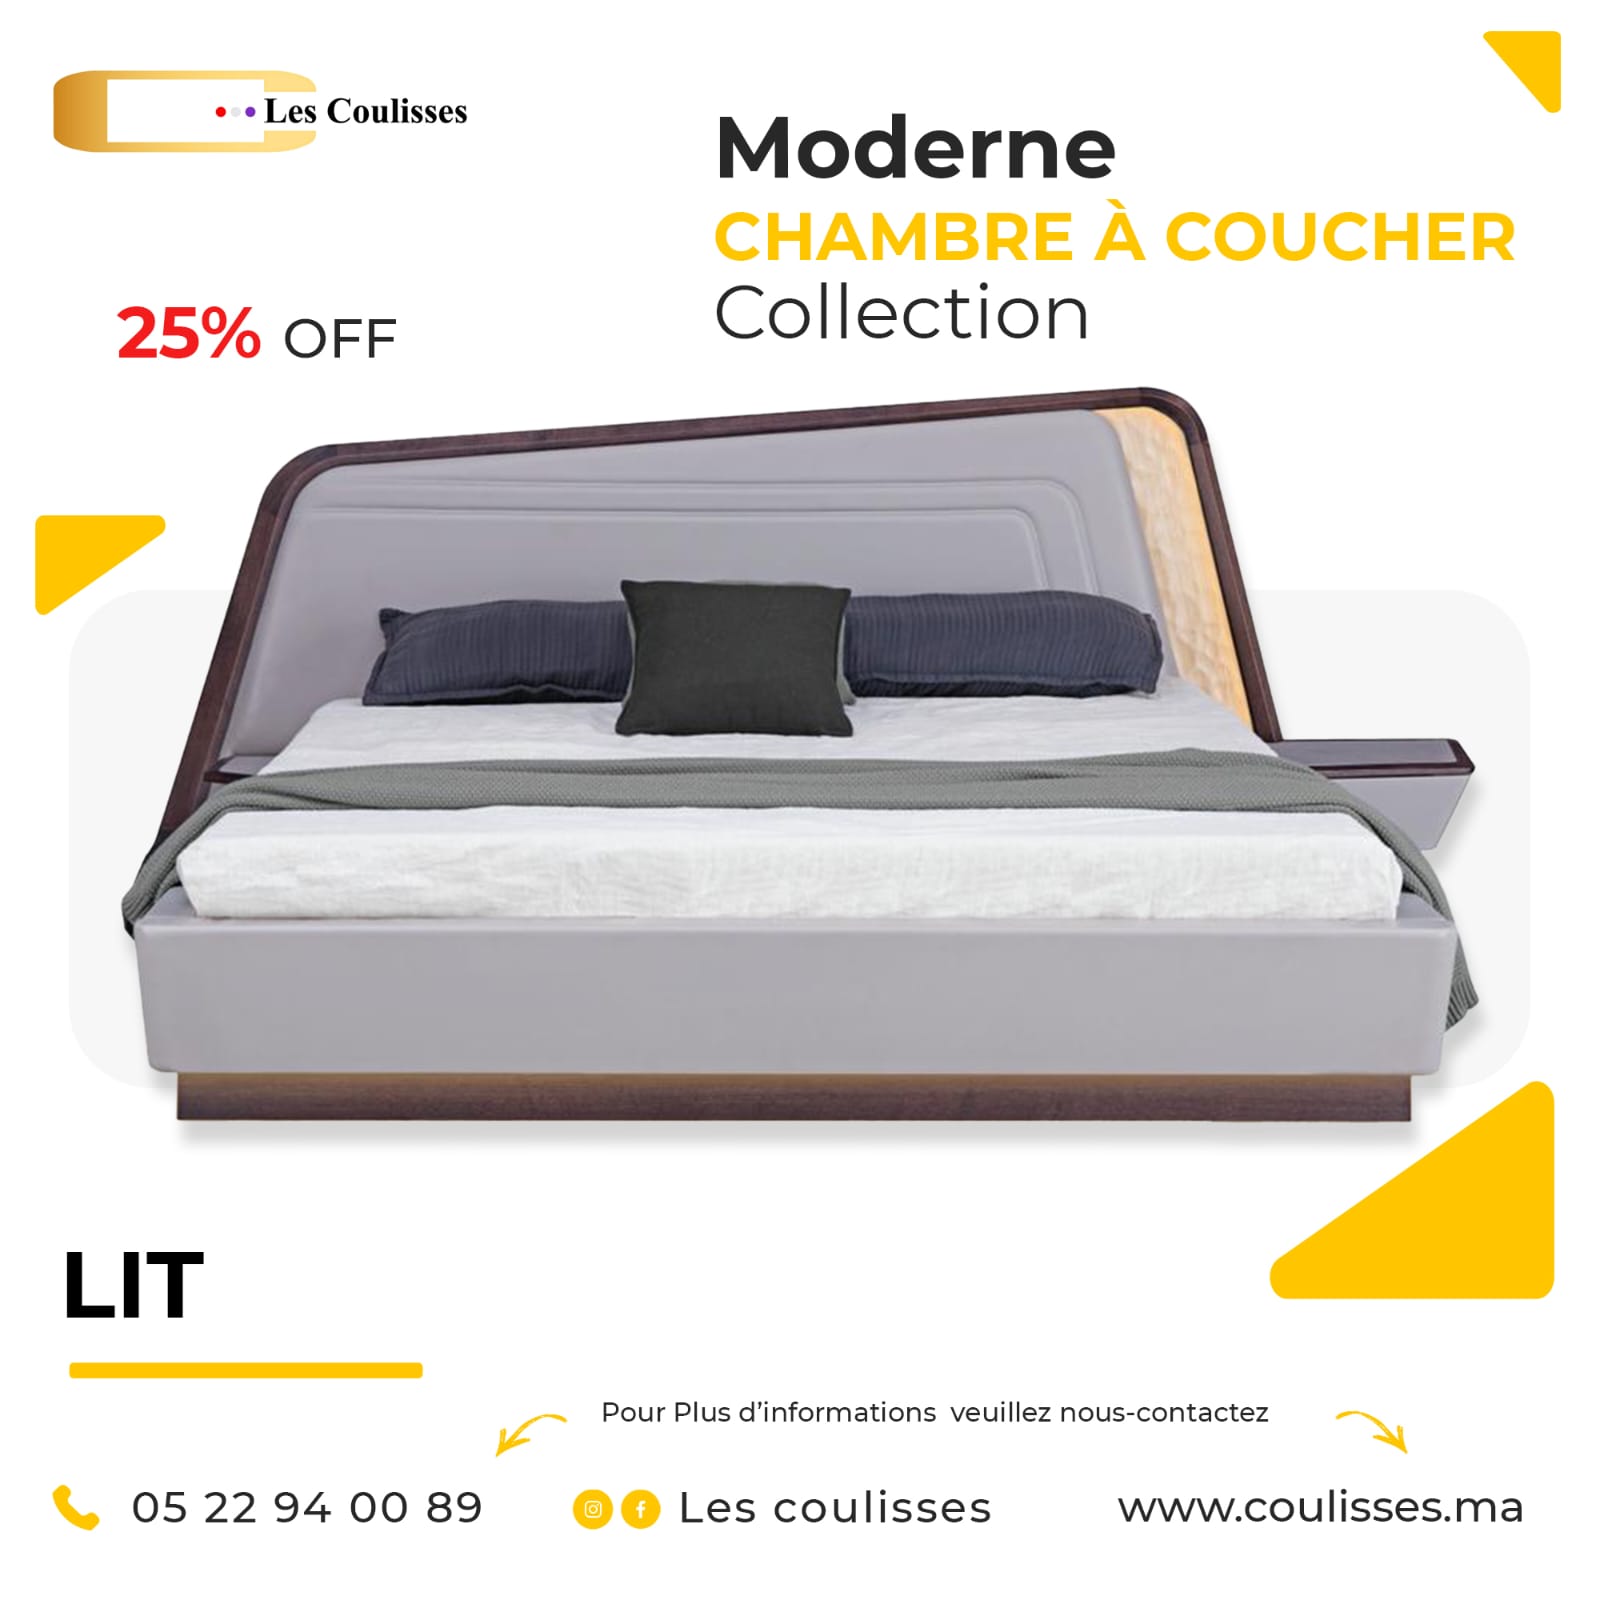 Les Coulisses
Moderne
CHAMBRE À COUCHER
Collection
25% OFF
LIT
Pour Plus d’informations  veuillez nous-contactez
05 22 94 00 89
Les coulisses
www.coulisses.ma